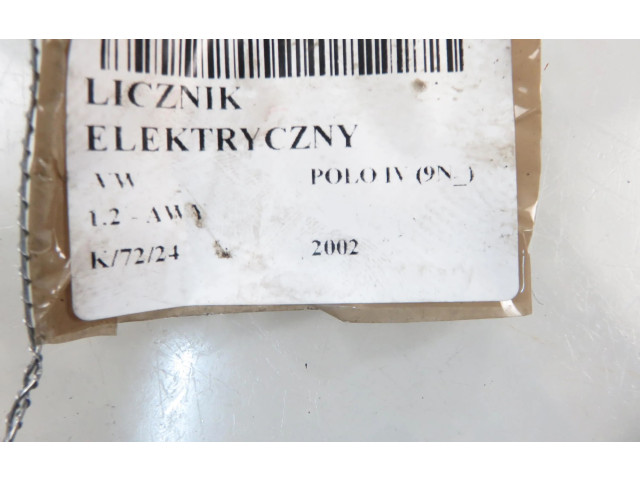 LICZNIK
ELEKTRYCZNY
VW POLO IV (9N_)
1.2 - AWY
K/72/24 2002